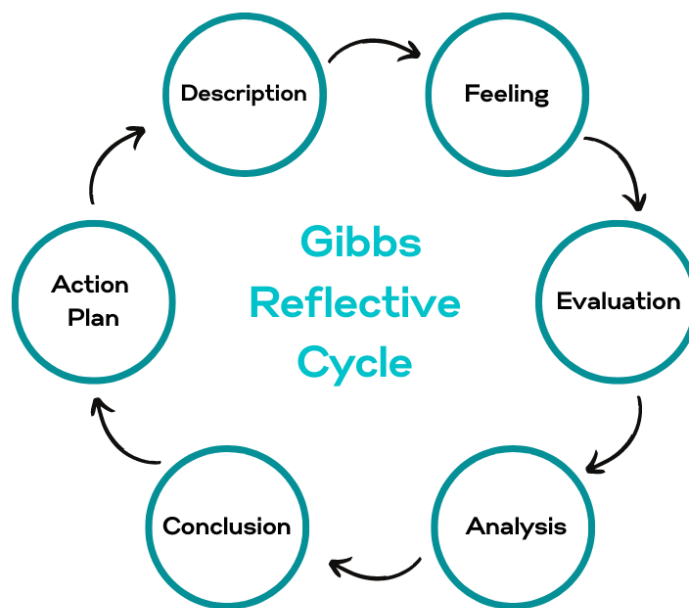 Description
Feeling
Gibbs
Reflective
Cycle
Evaluation
Action
Plan
Conclusion
Analysis